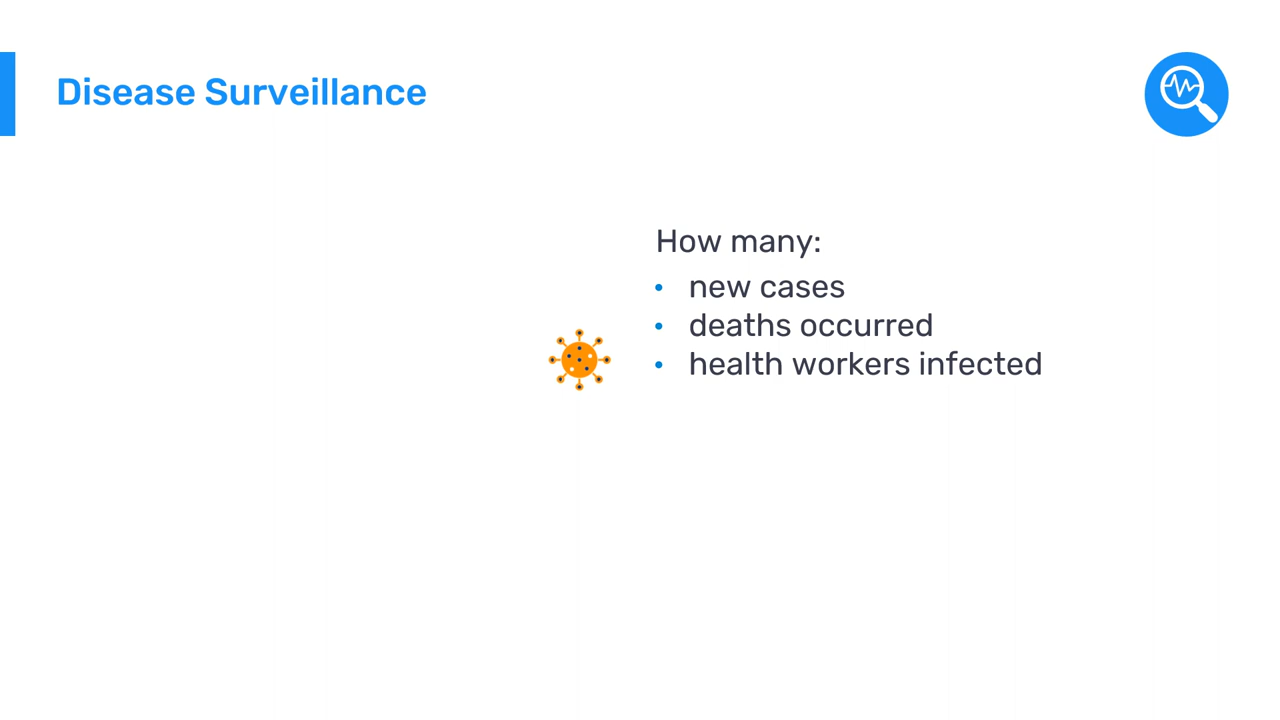 Disease Surveillance
How many:
• new cases
• deaths occurred
• health workers infected